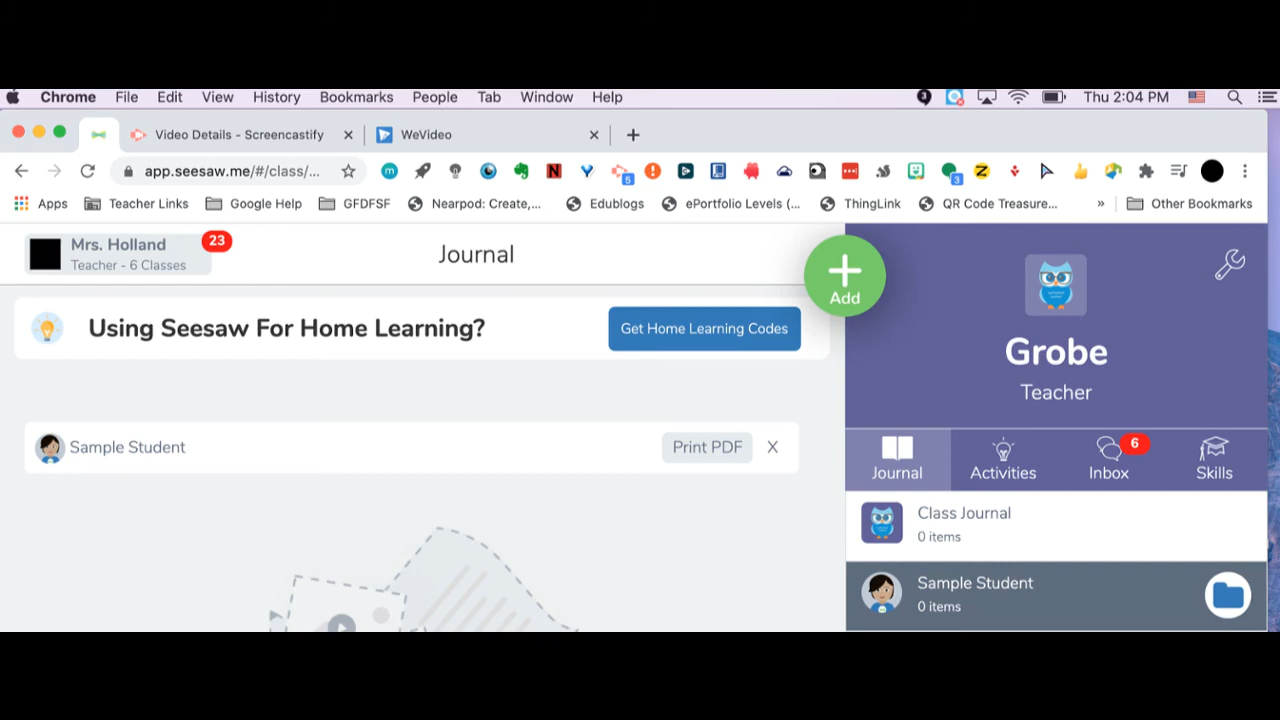 Chrome File Edit View History Bookmarks People Tab Window Help 3 Thu 2:04 PM
Video Details - Screencastify WeVideo
app.seesaw.me/#/class/... 5 3
Apps Teacher Links Google Help GFDFSF Nearpod: Create,... Edublogs ePortfolio Levels (... ThingLink QR Code Treasure... » Other Bookmarks
Mrs. Holland 23
Teacher - 6 Classes
Journal
Add
Using Seesaw For Home Learning? Get Home Learning Codes
Sample Student Print PDF X
Grobe
Teacher
Journal Activities Inbox 6 Skills
Class Journal
0 items
Sample Student
0 items